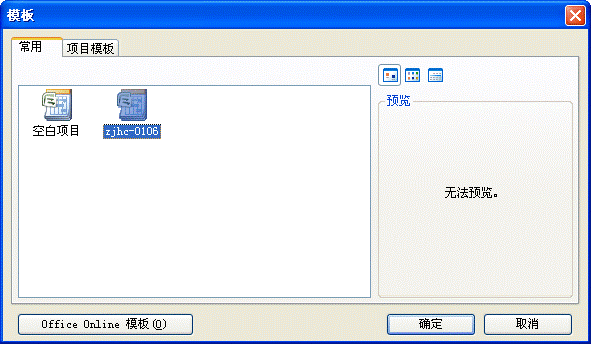 模板
常用
项目模板
空白项目
zjhc-0106
预览
无法预览。
Office Online 模板(O)
确定
取消